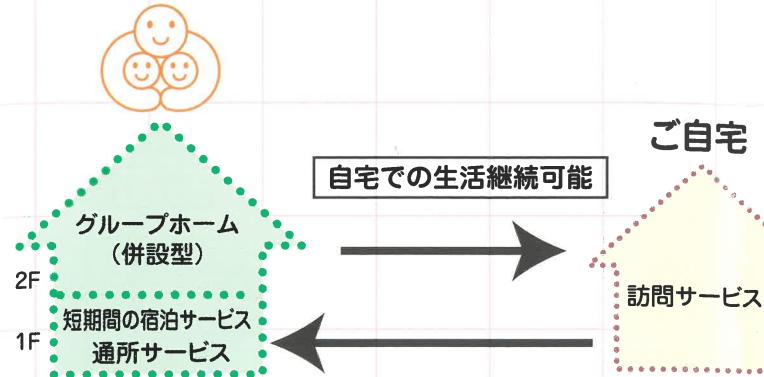 ご自宅
自宅での生活継続可能
グループホーム
（併設型）
2F
訪問サービス
短期間の宿泊サービス
1F
通所サービス